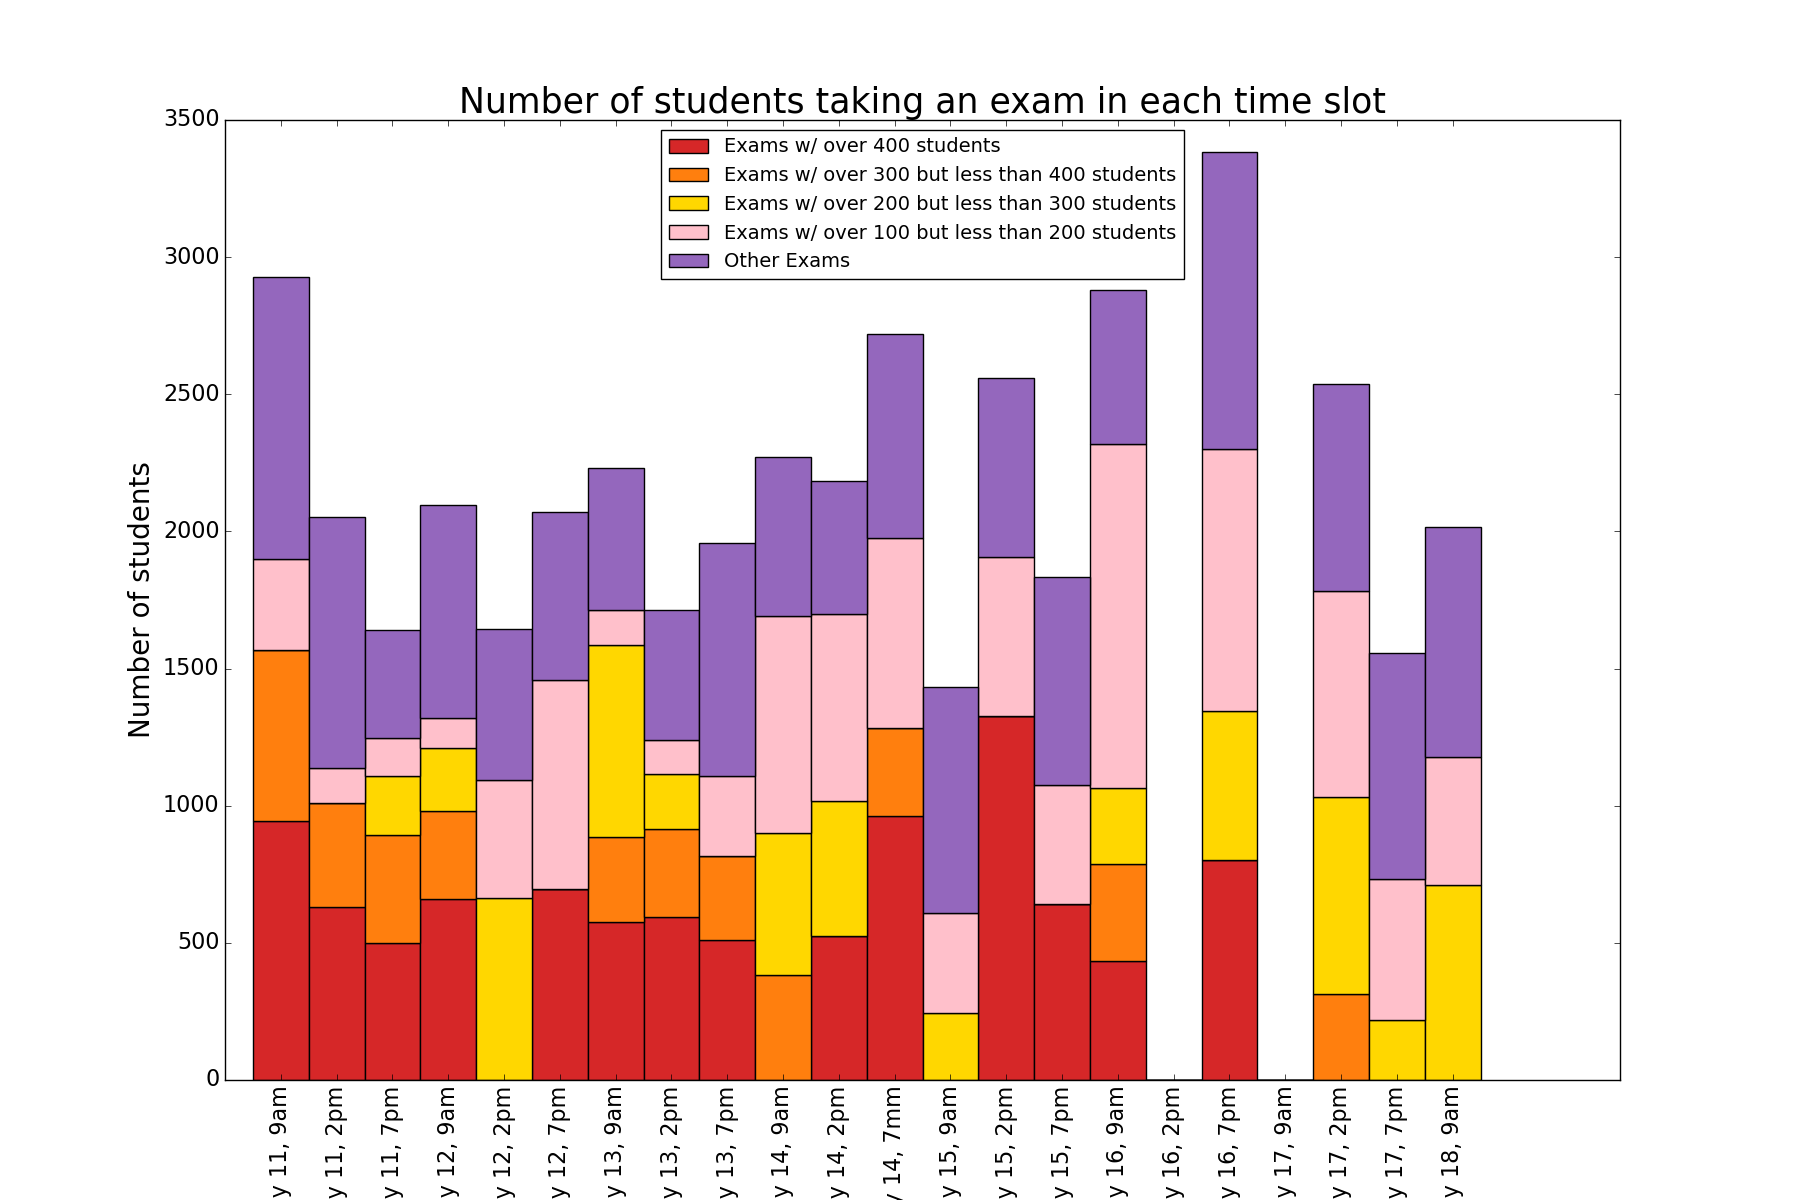 Number of students taking an exam in each time slot
Exams w/ over 400 students
Exams w/ over 300 but less than 400 students
Exams w/ over 200 but less than 300 students
Exams w/ over 100 but less than 200 students
Other Exams
Number of students
3500
3000
2500
2000
1500
1000
500
0
y 11, 9am
y 11, 2pm
y 11, 7pm
y 12, 9am
y 12, 2pm
y 12, 7pm
y 13, 9am
y 13, 2pm
y 13, 7pm
y 14, 9am
y 14, 2pm
y 14, 7mm
y 15, 9am
y 15, 2pm
y 15, 7pm
y 16, 9am
y 16, 2pm
y 16, 7pm
y 17, 9am
y 17, 2pm
y 17, 7pm
y 18, 9am